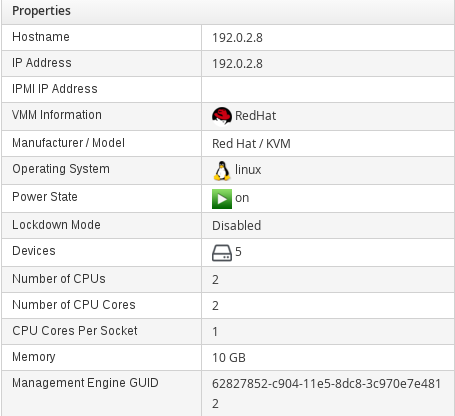 Properties
Hostname 192.0.2.8
IP Address 192.0.2.8
IPMI IP Address
VMM Information RedHat
Manufacturer / Model Red Hat / KVM
Operating System linux
Power State on
Lockdown Mode Disabled
Devices 5
Number of CPUs 2
Number of CPU Cores 2
CPU Cores Per Socket 1
Memory 10 GB
Management Engine GUID 62827852-c904-11e5-8dc8-3c970e7e481
2